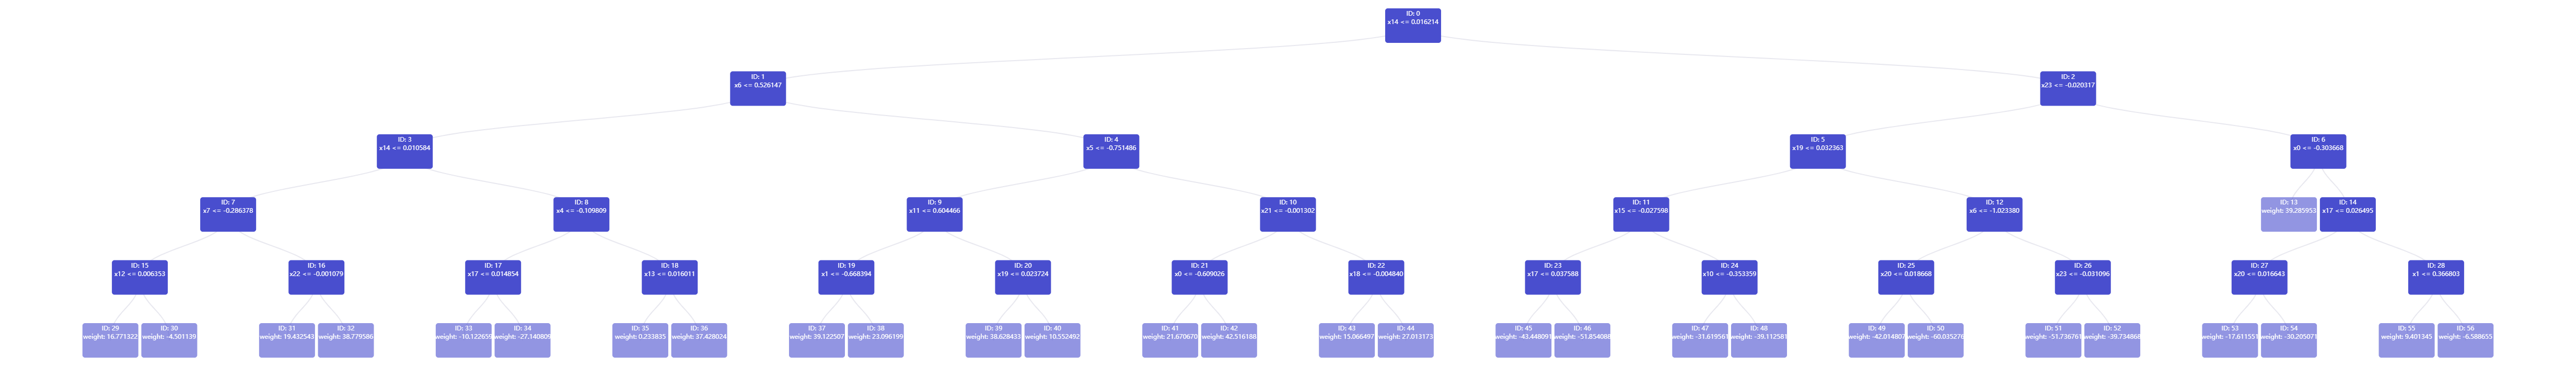 ID: 0
x14 <= 0.016214
ID: 1
x6 <= 0.526147
ID: 2
x23 <= -0.020317
ID: 3
x14 <= 0.010584
ID: 4
x5 <= -0.751486
ID: 5
x19 <= 0.032363
ID: 6
x0 <= -0.303668
ID: 7
x7 <= -0.286378
ID: 8
x4 <= -0.109809
ID: 9
x11 <= 0.604466
ID: 10
x21 <= -0.001302
ID: 11
x15 <= -0.027598
ID: 12
x6 <= -1.023380
ID: 13
weight: 39.285953
ID: 14
x17 <= 0.026495
ID: 15
x12 <= 0.006353
ID: 16
x22 <= -0.001079
ID: 17
x17 <= 0.014854
ID: 18
x13 <= 0.016011
ID: 19
x1 <= -0.668394
ID: 20
x19 <= 0.023724
ID: 21
x0 <= -0.609026
ID: 22
x18 <= -0.004840
ID: 23
x17 <= 0.037588
ID: 24
x10 <= -0.353359
ID: 25
x20 <= 0.018668
ID: 26
x23 <= -0.031096
ID: 27
x20 <= 0.016643
ID: 28
x1 <= 0.366803
ID: 29
weight: 16.771322
ID: 30
weight: -4.501139
ID: 31
weight: 19.432543
ID: 32
weight: 38.779586
ID: 33
weight: -10.122659
ID: 34
weight: -27.140809
ID: 35
weight: 0.233835
ID: 36
weight: 37.428024
ID: 37
weight: 39.122507
ID: 38
weight: 23.096199
ID: 39
weight: 38.628433
ID: 40
weight: 10.552492
ID: 41
weight: 21.670670
ID: 42
weight: 42.516188
ID: 43
weight: 15.066497
ID: 44
weight: 27.013173
ID: 45
weight: -43.448091
ID: 46
weight: -51.854088
ID: 47
weight: -31.619561
ID: 48
weight: -39.112581
ID: 49
weight: -42.014807
ID: 50
weight: -60.035276
ID: 51
weight: -51.736761
ID: 52
weight: -39.734868
ID: 53
weight: -17.611551
ID: 54
weight: -30.205071
ID: 55
weight: 9.401345
ID: 56
weight: -6.588655